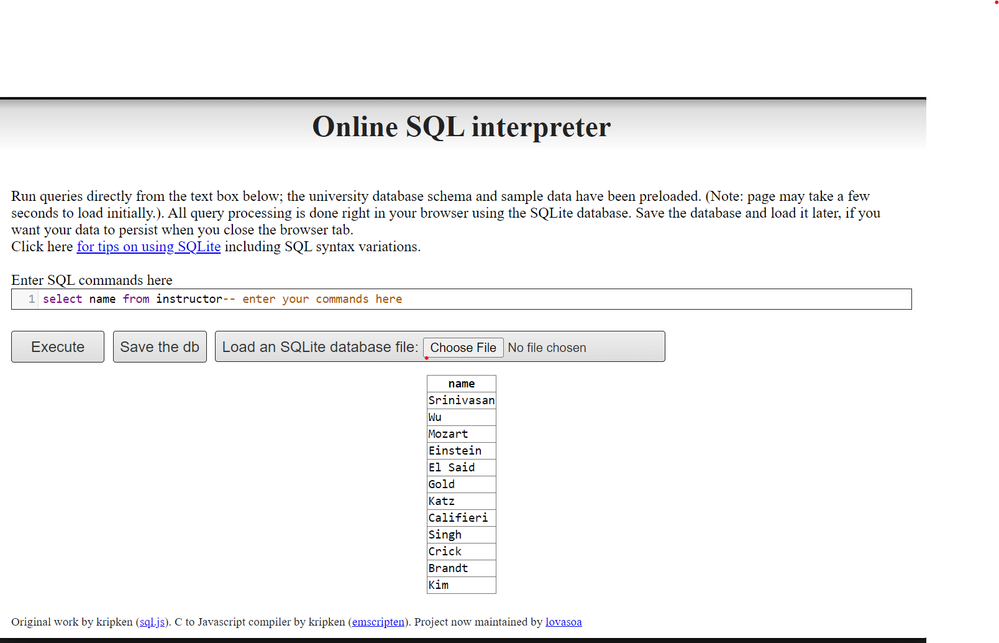 Online SQL interpreter
Run queries directly from the text box below; the university database schema and sample data have been preloaded. (Note: page may take a few
seconds to load initially.). All query processing is done right in your browser using the SQLite database. Save the database and load it later, if you
want your data to persist when you close the browser tab.
Click here for tips on using SQLite including SQL syntax variations.
Enter SQL commands here
1 select name from instructor-- enter your commands here
Execute Save the db Load an SQLite database file: Choose File No file chosen
name
Srinivasan
Wu
Mozart
Einstein
El Said
Gold
Katz
Califieri
Singh
Crick
Brandt
Kim
Original work by kripken (sql.js). C to Javascript compiler by kripken (emscripten). Project now maintained by lovasoa